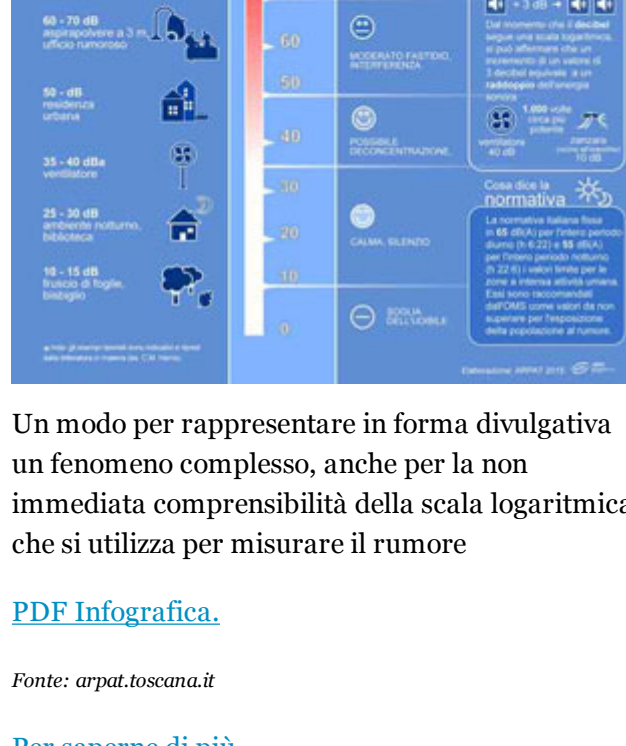 60 - 70 dB
aspirapolvere a 3 m,
ufficio rumoroso
50 - dB
residenza
urbana
35 - 40 dBa
ventilatore
25 - 30 dB
ambiente notturno,
biblioteca
10 - 15 dB
fruscio di foglie,
bisbiglio
60
50
40
30
20
10
0
MODERATO FASTIDIO,
INTERFERENZA
POSSIBILE
DECONCENTRAZIONE,
CALMA, SILENZIO
SOGLIA
DELL'UDIBILE
+ 3 dB
Dal momento che il decibel
segue una scala logaritmica,
si può affermare che un
incremento di un valore di
3 decibel equivale a un
raddoppio dell'energia
sonora
1.000 volte
circa più
potente
ventilatore
40 dB
zanzara
10 dB
Cosa dice la
normativa
La normativa italiana fissa
in 65 dB(A) per l'intero periodo
diurno (h 6:22) e 55 dB(A)
per l'intero periodo notturno
(h 22:6) i valori limite per le
zone a intensa attività umana.
Essi sono raccomandati
dall'OMS come valori da non
superare per l'esposizione
della popolazione al rumore.
Elaborazione ARPAT 2015
Un modo per rappresentare in forma divulgativa
un fenomeno complesso, anche per la non
immediata comprensibilità della scala logaritmica
che si utilizza per misurare il rumore
PDF Infografica.
Fonte: arpat.toscana.it
Per saperne di più